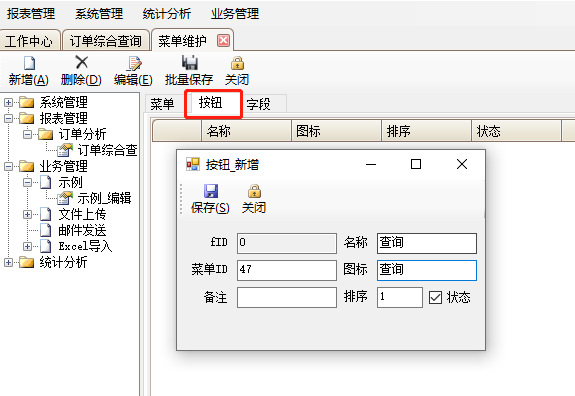 报表管理 系统管理 统计分析 业务管理
工作中心 订单综合查询 菜单维护
新增(A) 删除(D) 编辑(E) 批量保存 关闭
系统管理
报表管理
订单分析
订单综合查
业务管理
示例
示例_编辑
文件上传
邮件发送
Excel导入
统计分析
菜单 按钮 字段
名称 图标 排序 状态
按钮_新增
保存(S) 关闭
fID 0 名称 查询
菜单ID 47 图标 查询
备注 排序 1 状态